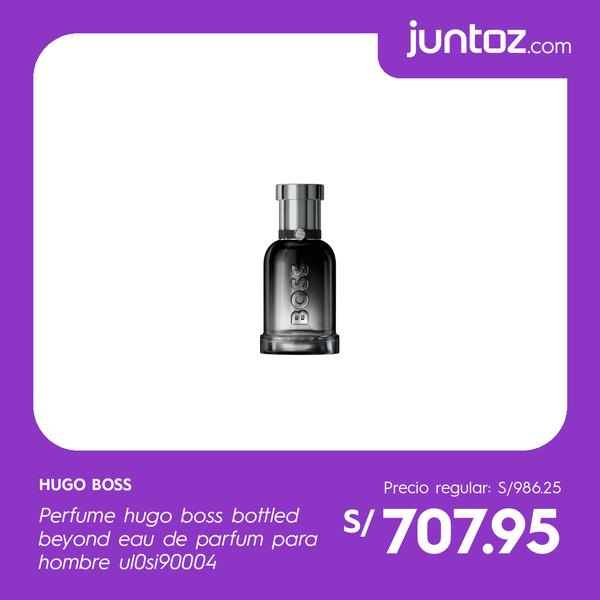 juntoz.com
BOSS
HUGO BOSS
Perfume hugo boss bottled
beyond eau de parfum para
hombre ul0si90004
Precio regular: S/986.25
S/707.95